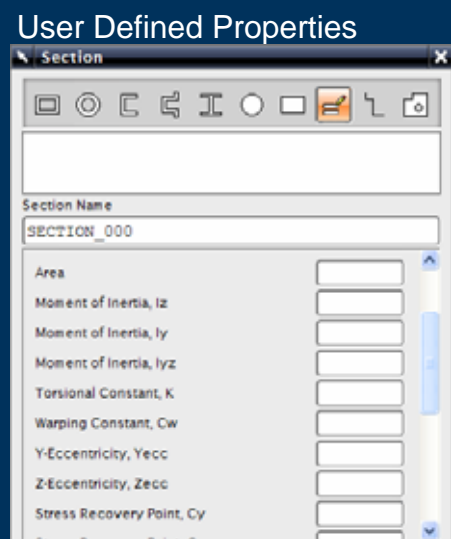 User Defined Properties
Section
Section Name
SECTION_000
Area
Moment of Inertia, Iz
Moment of Inertia, Iy
Moment of Inertia, Iyz
Torsional Constant, K
Warping Constant, Cw
Y-Eccentricity, Yecc
Z-Eccentricity, Zecc
Stress Recovery Point, Cy